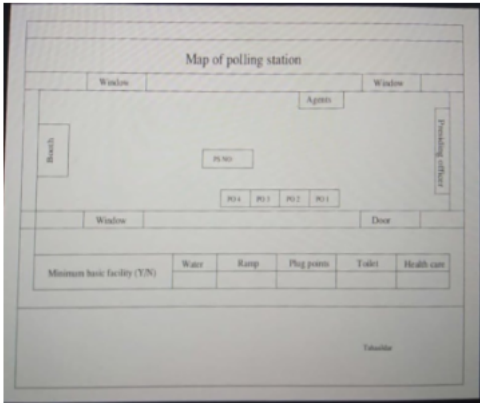 Map of polling station
Window Window
Agents
Booth
Presiding officer
PS NO
PO 4 PO 3 PO 2 PO 1
Window Door
Minimum basic facility (Y/N) Water Ramp Plug points Toilet Health care
Tahsildar